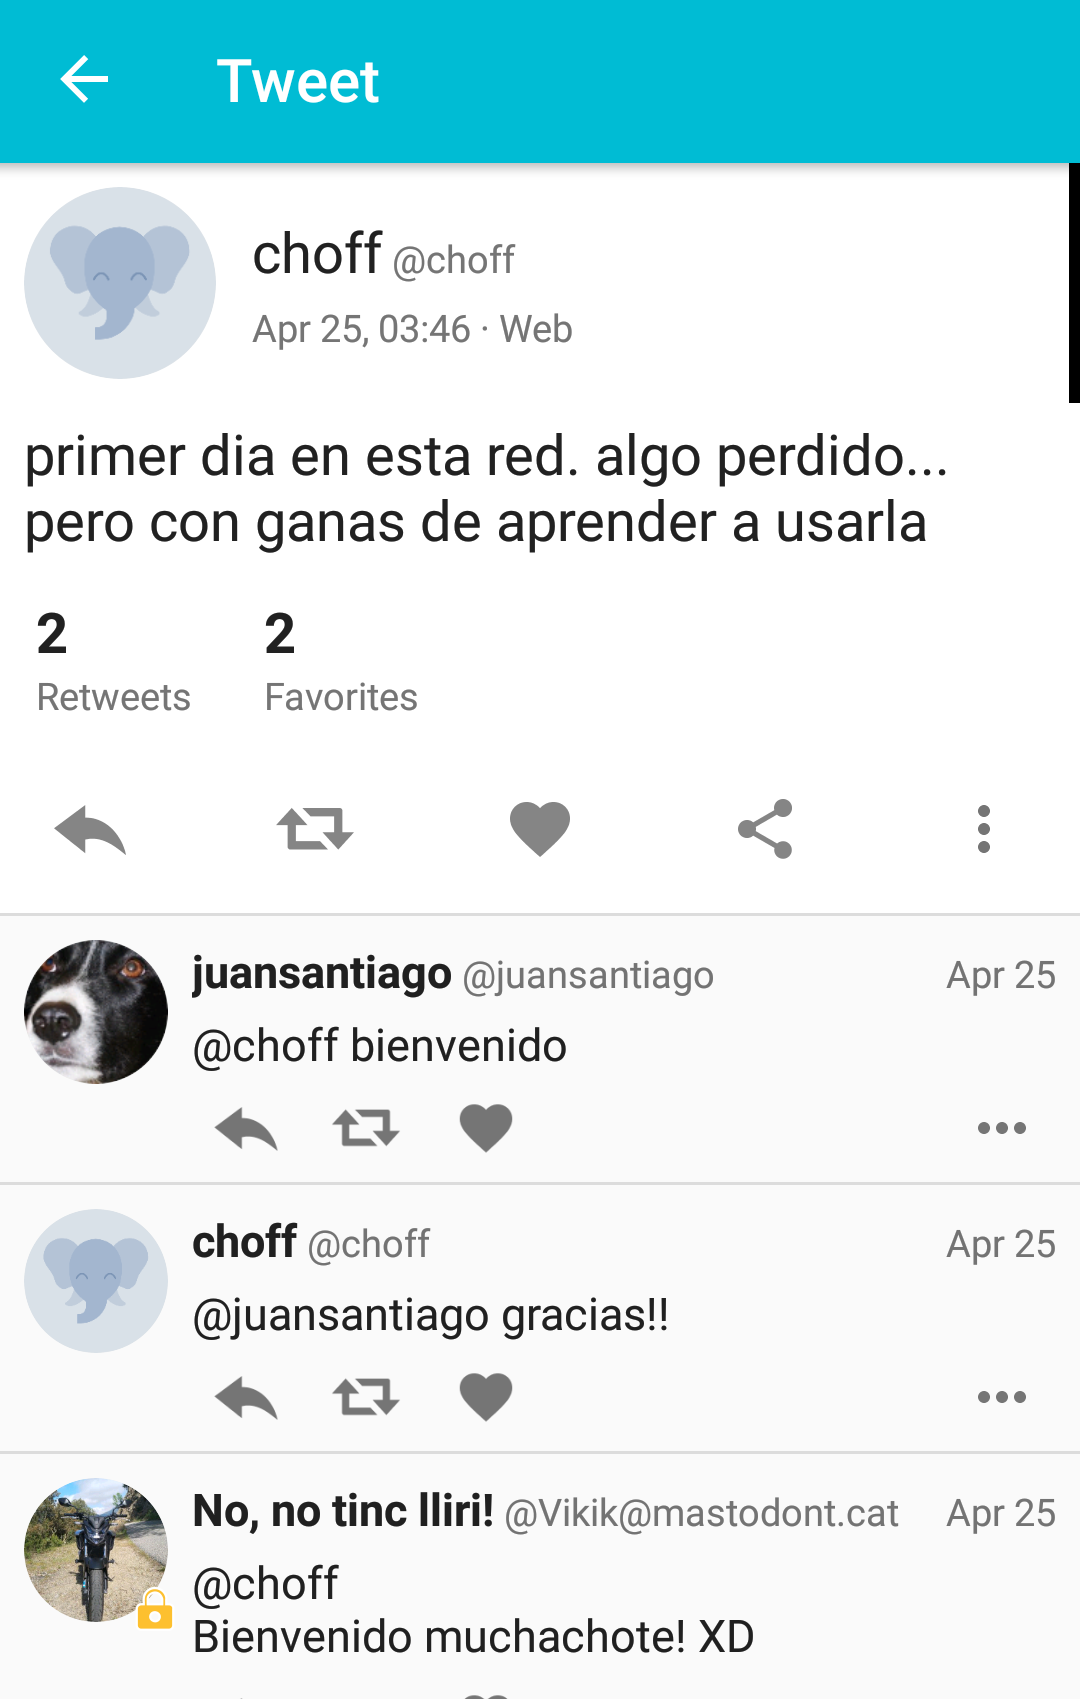 Tweet
choff @choff
Apr 25, 03:46 · Web
primer dia en esta red. algo perdido...
pero con ganas de aprender a usarla
2 2
Retweets Favorites
juansantiago @juansantiago Apr 25
@choff bienvenido
choff @choff Apr 25
@juansantiago gracias!!
No, no tinc lliri! @Vikik@mastodont.cat Apr 25
@choff
Bienvenido muchachote! XD